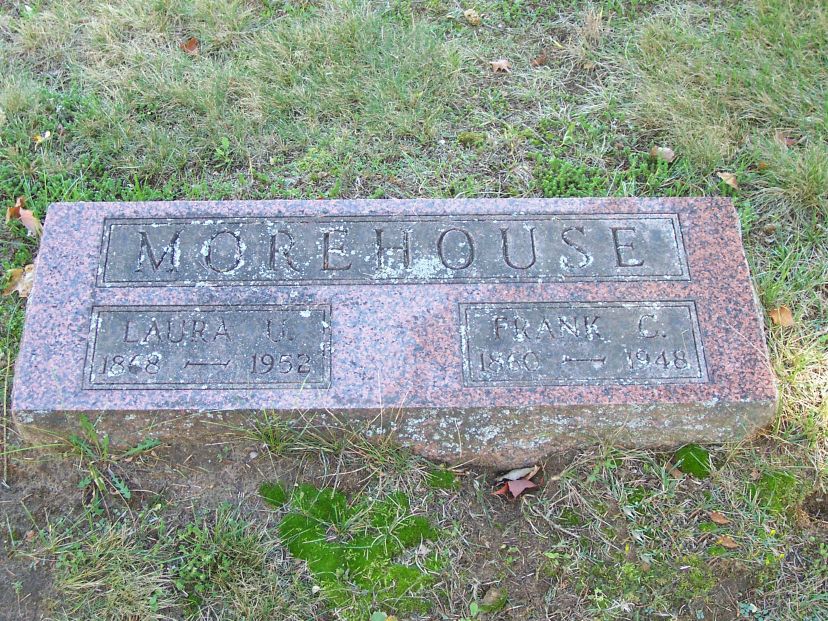 MOREHOUSE
LAURA U.
1868 — 1952
FRANK C.
1860 — 1948